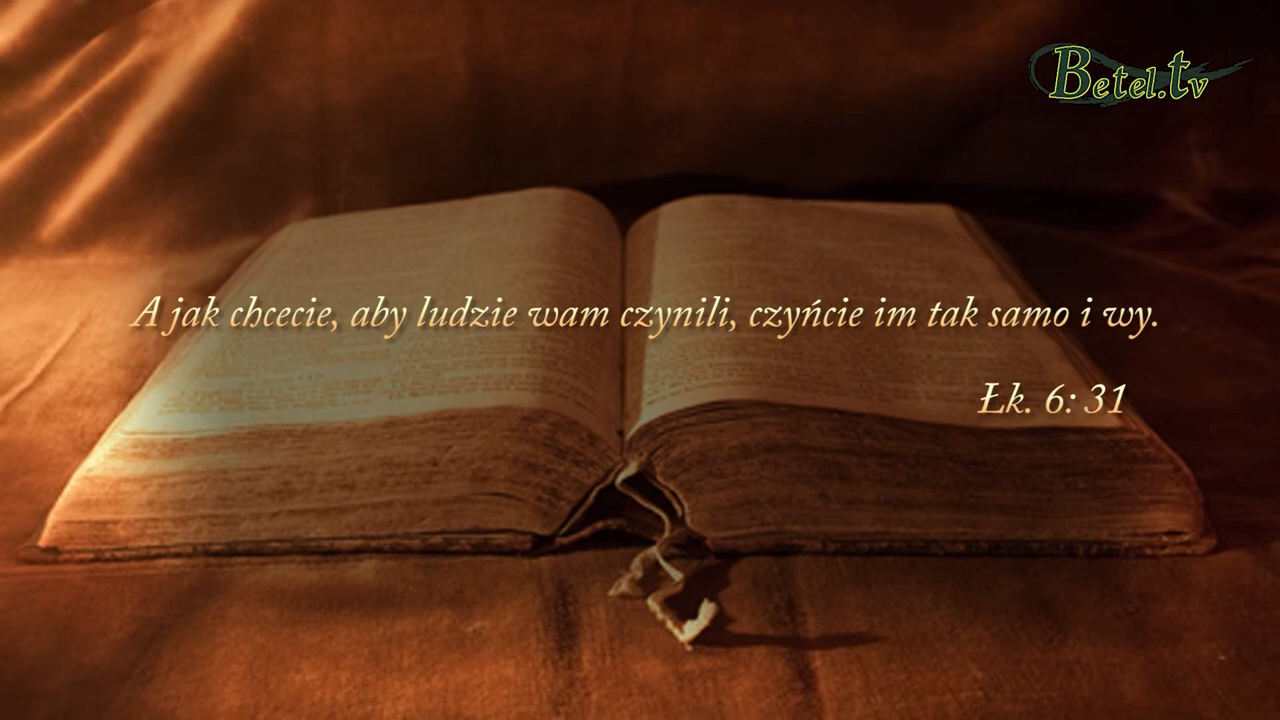 Betel.tv
A jak chcecie, aby ludzie wam czynili, czyńcie im tak samo i wy.
Łk. 6: 31